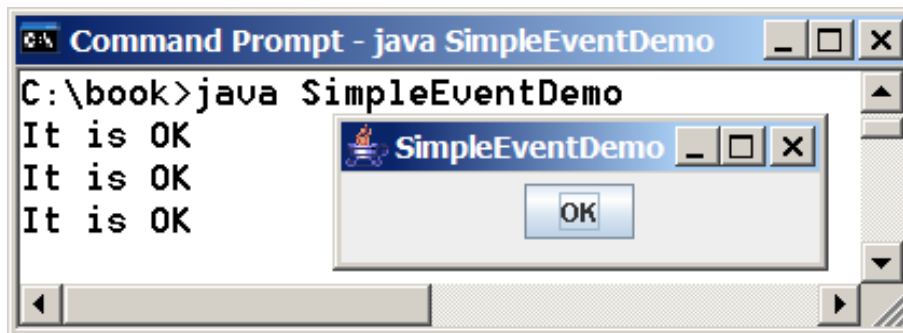 Command Prompt - java SimpleEventDemo
C:\book>java SimpleEventDemo
It is OK
It is OK
It is OK
SimpleEventDemo
OK